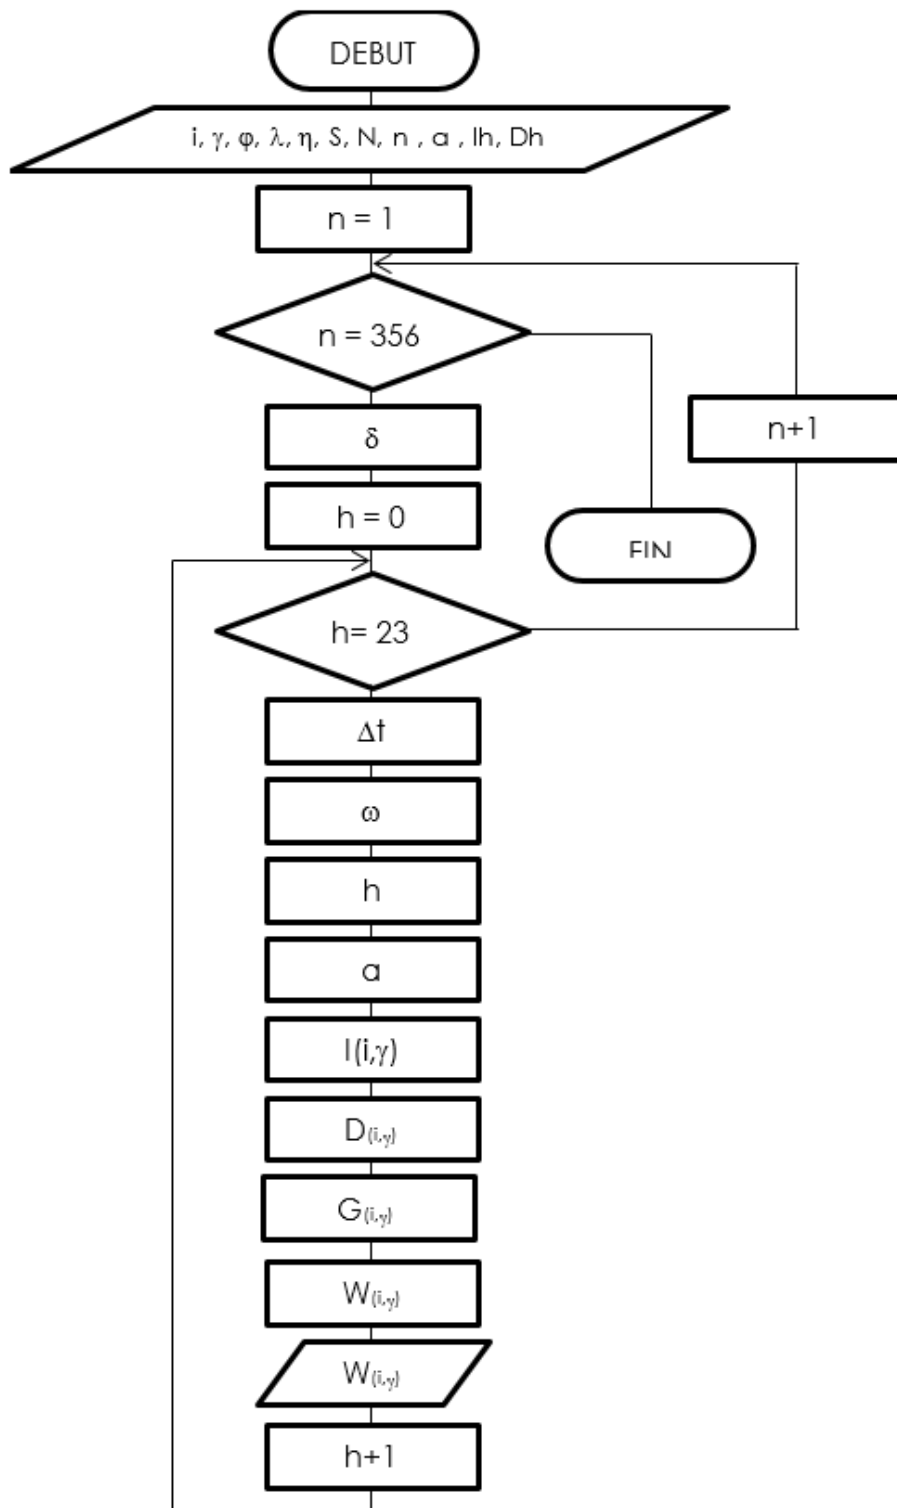 DEBUT
i, γ, φ, λ, η, S, N, n , a , Ih, Dh
n = 1
n = 356
n+1
δ
h = 0
FIN
h= 23
Δt
ω
h
a
I(i,γ)
D(i,γ)
G(i,γ)
W(i,γ)
W(i,γ)
h+1